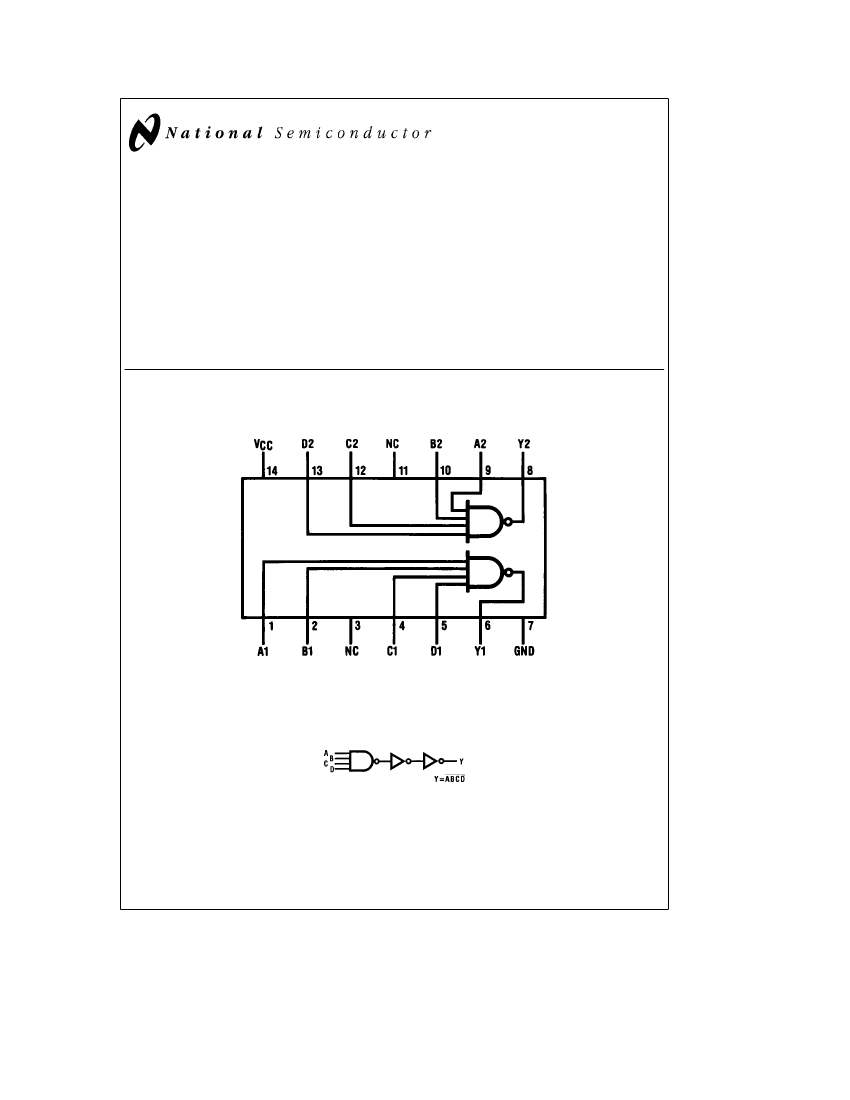 National Semiconductor
VCC D2 C2 NC B2 A2 Y2
14 13 12 11 10 9 8
1 2 3 4 5 6 7
A1 B1 NC C1 D1 Y1 GND
A
B
C
D
Y
Y=A̅B̅C̅D̅